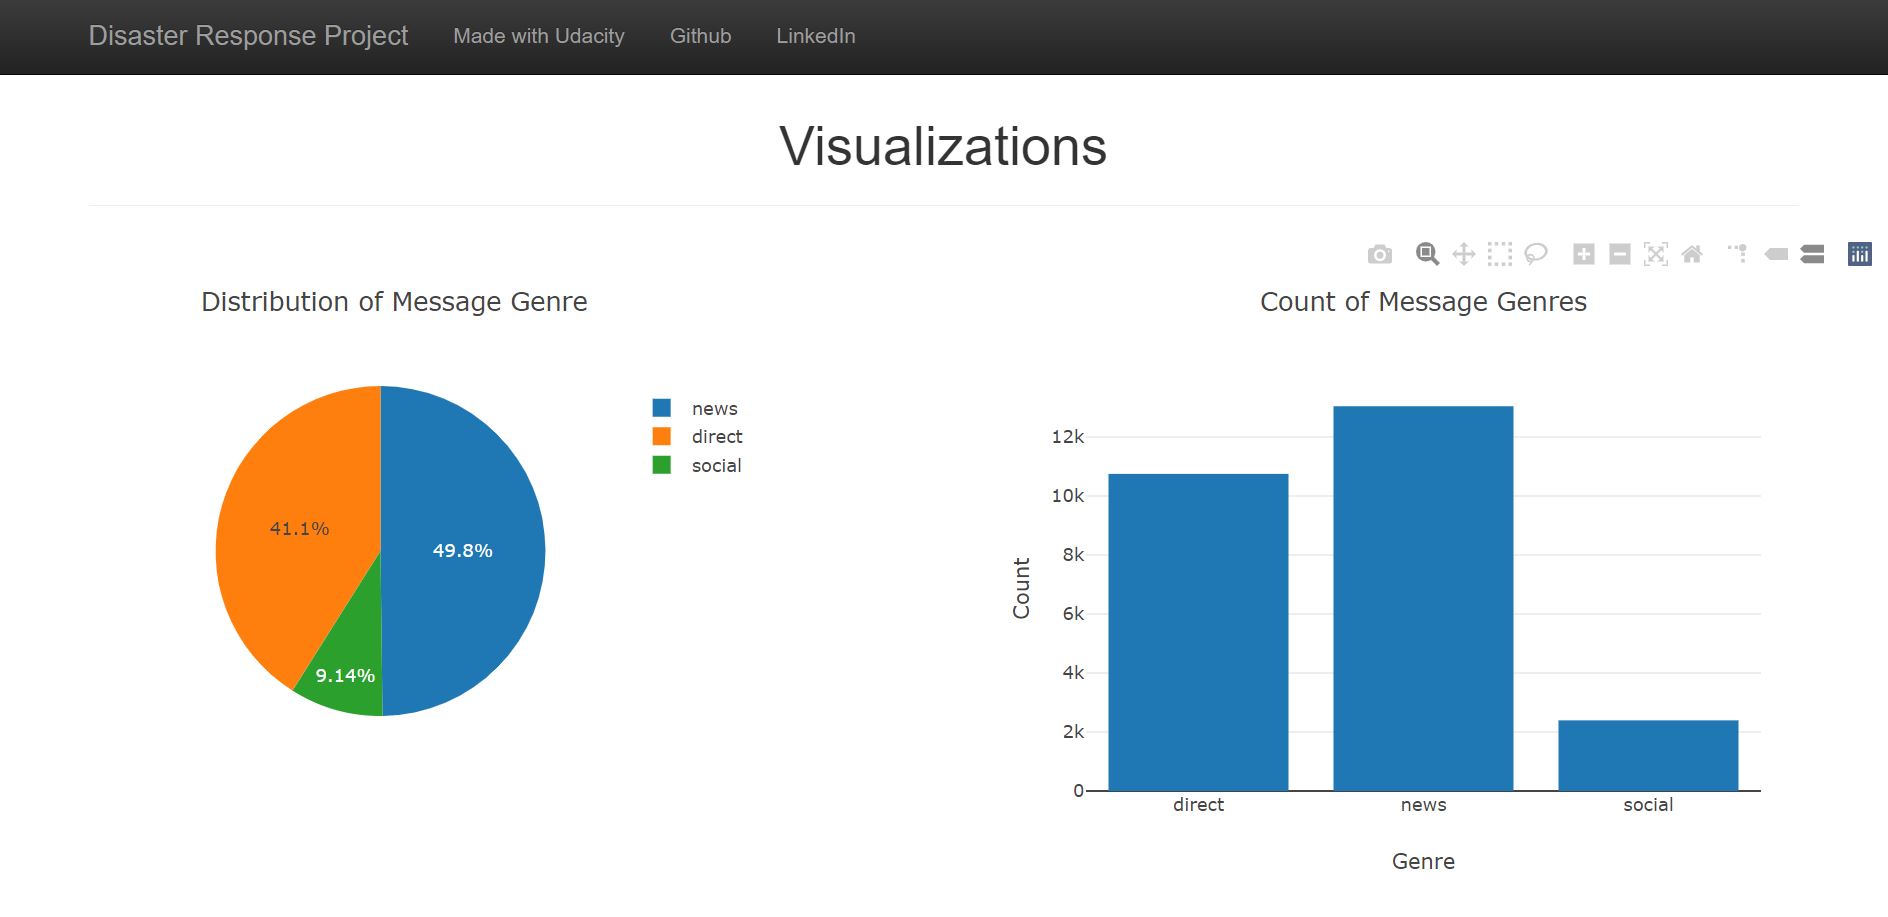 Disaster Response Project Made with Udacity Github LinkedIn
Visualizations
Distribution of Message Genre
news
direct
social
41.1%
49.8%
9.14%
Count of Message Genres
12k
10k
8k
6k
4k
2k
0
Count
direct news social
Genre